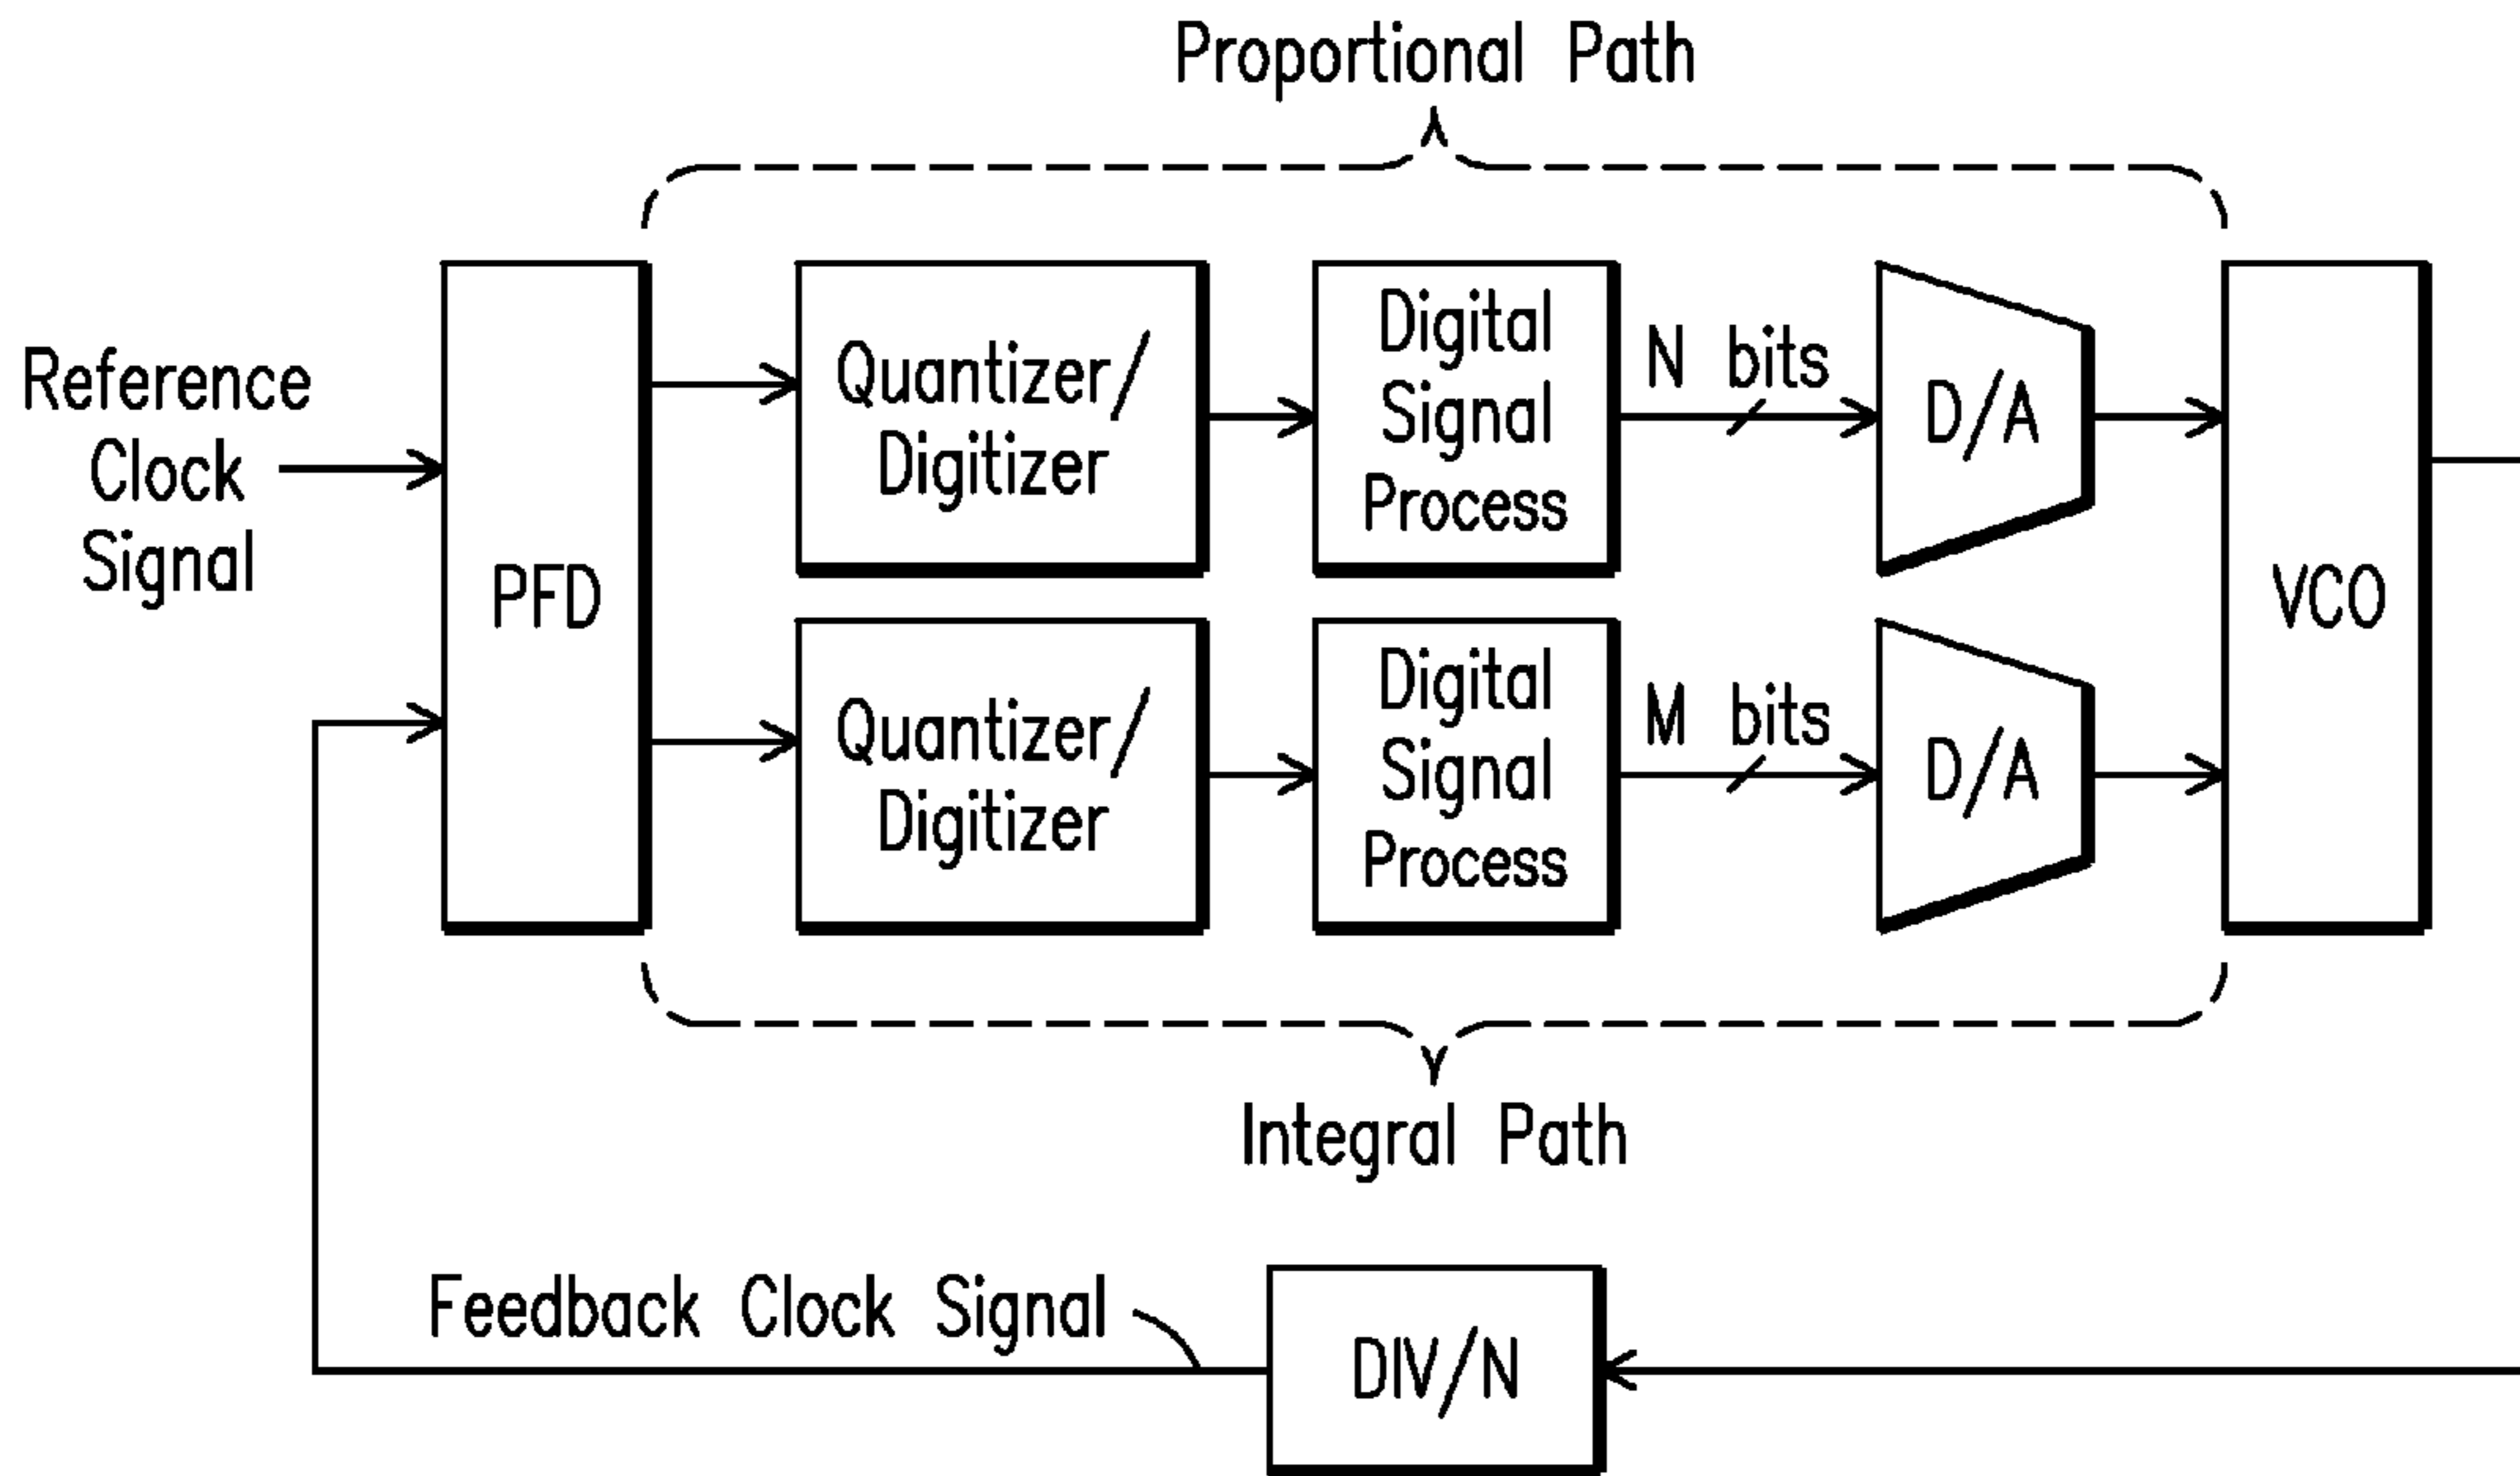 Proportional Path
Reference
Clock
Signal
PFD
Quantizer/
Digitizer
Digital
Signal
Process
N bits
D/A
VCO
Quantizer/
Digitizer
Digital
Signal
Process
M bits
D/A
Integral Path
Feedback Clock Signal
DIV/N